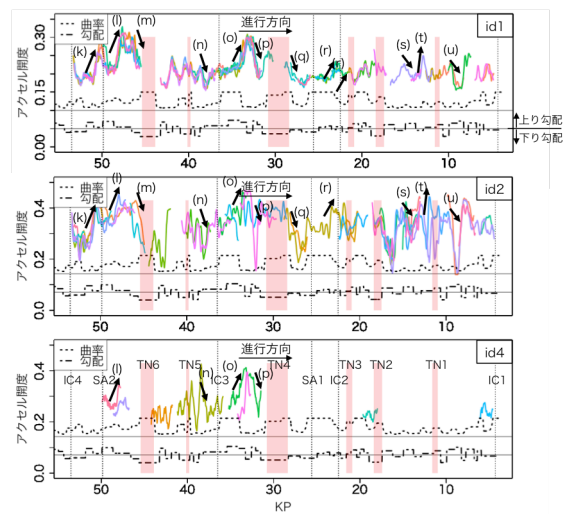 曲率
勾配
進行方向
id1
(k)
(l)
(m)
(n)
(o)
(p)
(q)
(r)
(r)
(s)
(t)
(u)
アクセル開度
0.30
0.15
0.00
上り勾配
下り勾配
50
40
30
20
10
曲率
勾配
進行方向
id2
(k)
(l)
(m)
(n)
(o)
(p)
(q)
(r)
(s)
(t)
(u)
アクセル開度
0.4
0.2
0.0
50
40
30
20
10
曲率
勾配
進行方向
id4
IC4
SA2
TN6
TN5
IC3
TN4
SA1
IC2
TN3
TN2
TN1
IC1
(l)
(n)
(o)
(p)
アクセル開度
0.4
0.2
0.0
50
40
30
20
10
KP